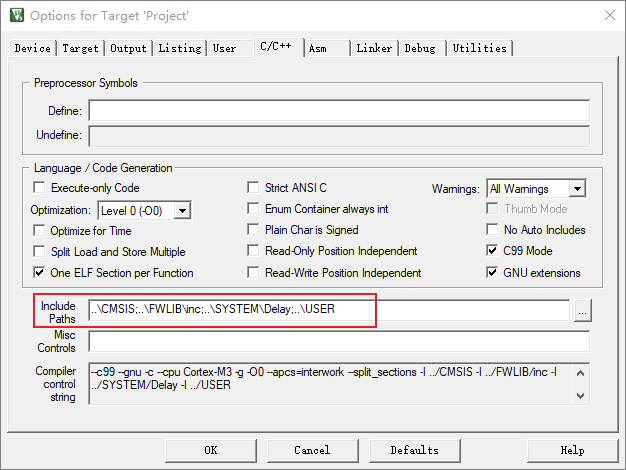 Options for Target 'Project'
Device Target Output Listing User C/C++ Asm Linker Debug Utilities
Preprocessor Symbols
Define:
Undefine:
Language / Code Generation
Execute-only Code Strict ANSI C Warnings: All Warnings
Optimization: Level 0 (-O0) Enum Container always int Thumb Mode
Optimize for Time Plain Char is Signed No Auto Includes
Split Load and Store Multiple Read-Only Position Independent C99 Mode
One ELF Section per Function Read-Write Position Independent GNU extensions
Include Paths ..\CMSIS;..\FWLIB\inc;..\SYSTEM\Delay;..\USER ...
Misc Controls
Compiler control string --c99 --gnu -c --cpu Cortex-M3 -g -O0 --apcs=interwork --split_sections -I ../CMSIS -I ../FWLIB/inc -I
../SYSTEM/Delay -I ../USER
OK Cancel Defaults Help